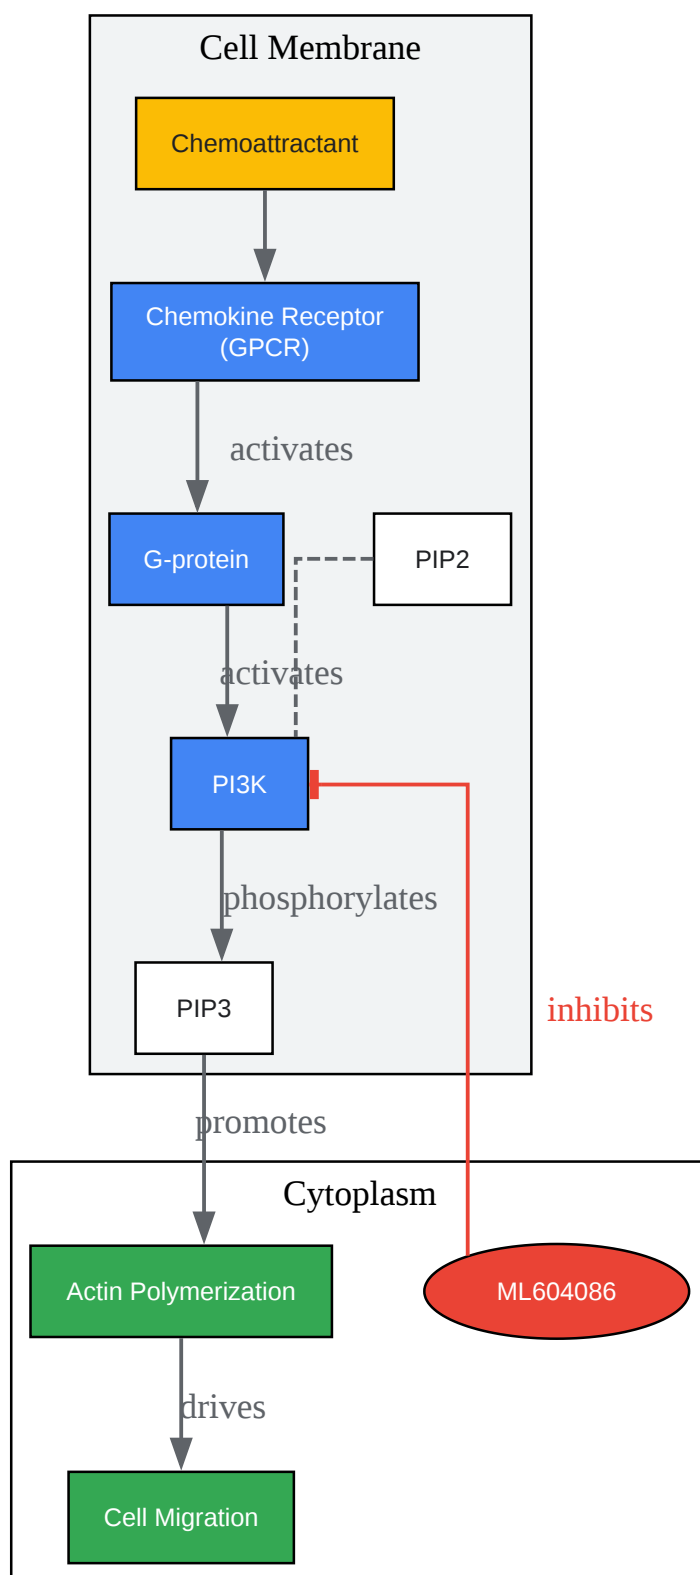 Cell Membrane
Chemoattractant
Chemokine Receptor
(GPCR)
activates
G-protein
PIP2
activates
PI3K
phosphorylates
PIP3
inhibits
promotes
Cytoplasm
Actin Polymerization
ML604086
drives
Cell Migration